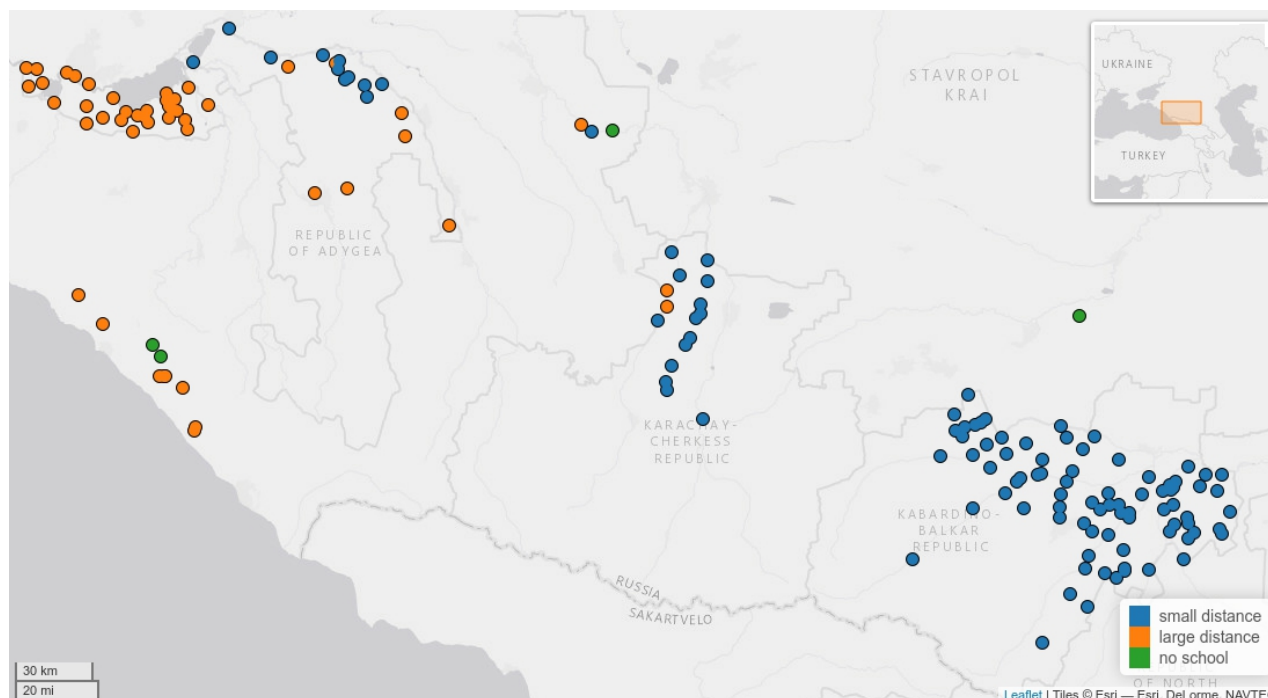 UKRAINE
TURKEY
STAVROPOL
KRAI
REPUBLIC
OF ADYGEA
KARACHAY-
CHERKESS
REPUBLIC
KABARDINO-
BALKAR
REPUBLIC
RUSSIA
SAKARTVELO
small distance
large distance
no school
OF NORTH
30 km
20 mi
Leaflet | Tiles © Esri — Esri, DeLorme, NAVTE